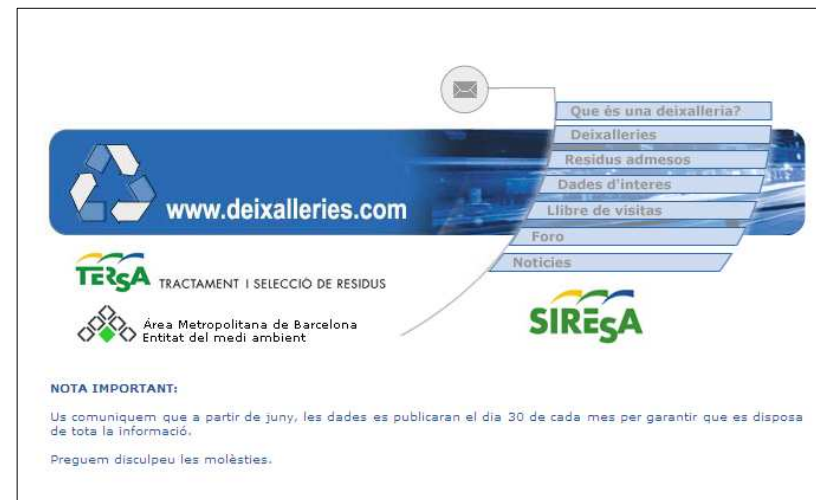 Que és una deixalleria?
Deixalleries
Residus admesos
Dades d'interes
www.deixalleries.com
Llibre de visitas
Foro
Noticies
TERSA TRACTAMENT I SELECCIÓ DE RESIDUS
SIRESA
Área Metropolitana de Barcelona
Entitat del medi ambient
NOTA IMPORTANT:
Us comuniquem que a partir de juny, les dades es publicaran el dia 30 de cada mes per garantir que es disposa
de tota la informació.
Preguem disculpeu les molèsties.